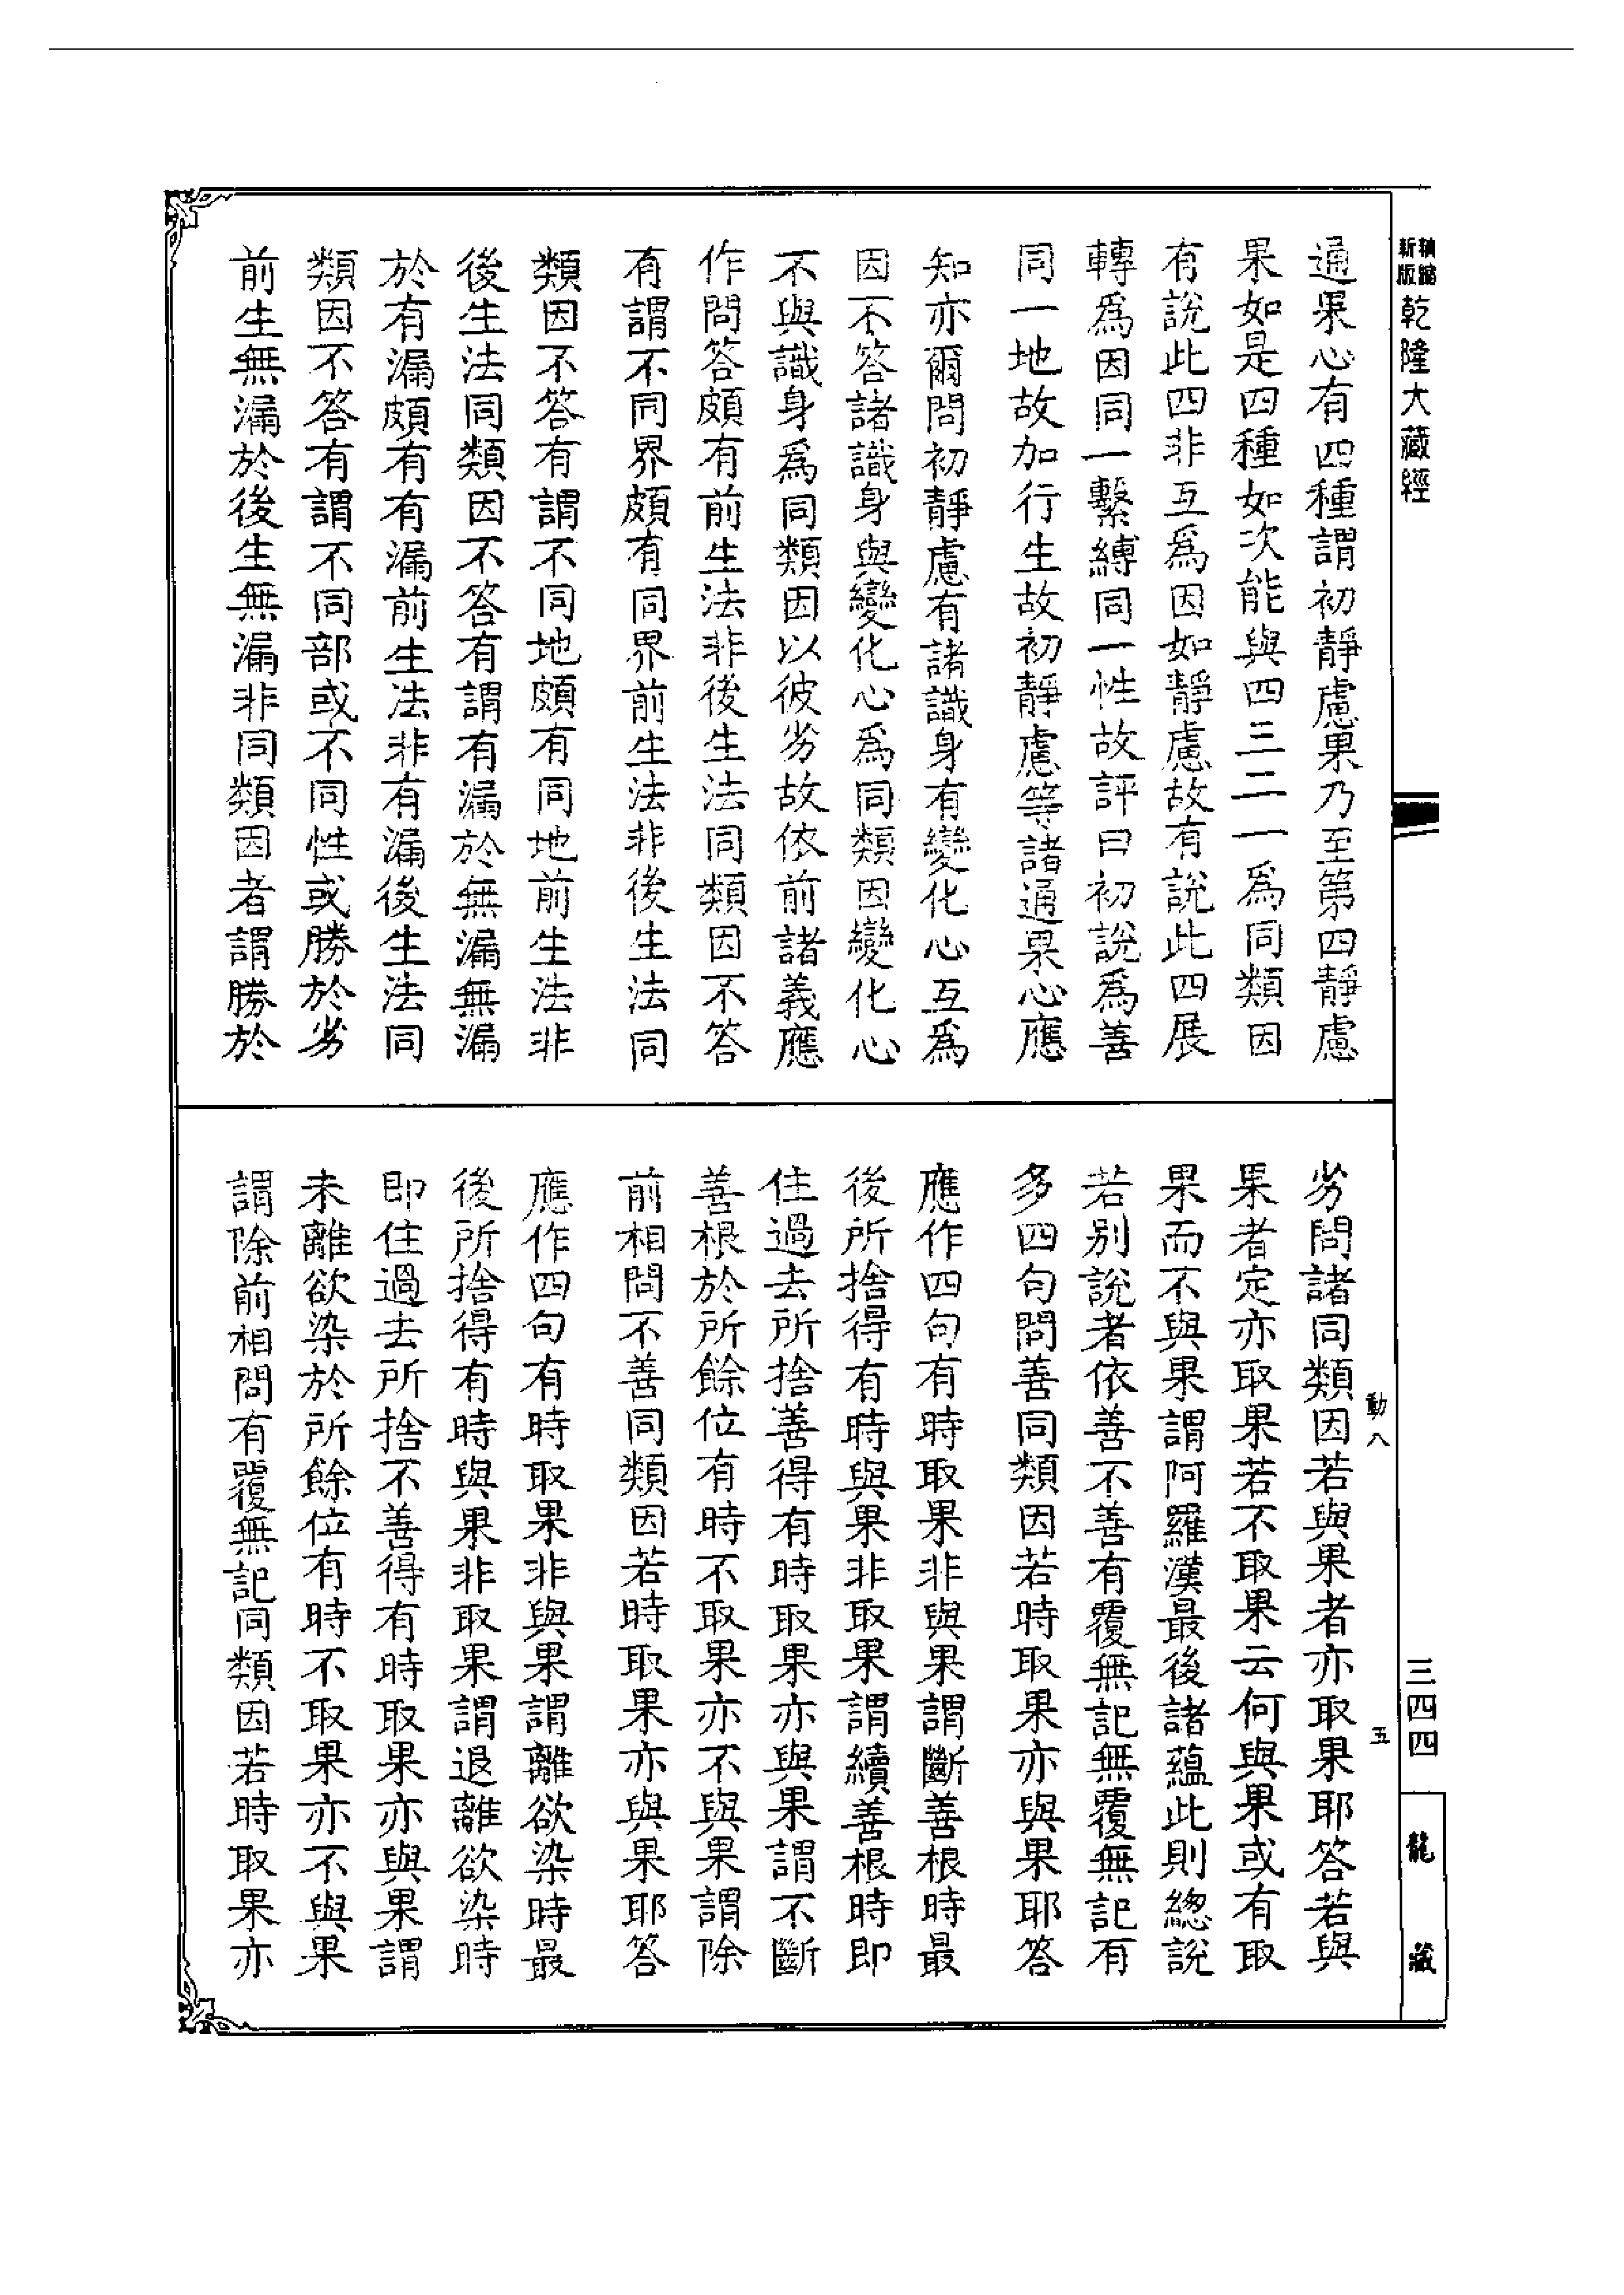 精縮新版
乾隆大藏經
通果心有四種謂初靜慮果乃至第四靜慮
果如是四種如次能與四三二一為同類因
有說此四非互為因如靜慮故有說此四展
轉為因同一繫縛同一性故評曰初說為善
同一地故加行生故初靜慮等諸通果心應
知亦爾問初靜慮有諸識身有變化心互為
因不答諸識身與變化心為同類因變化心
不與識身為同類因以彼劣故依前諸義應
作問答頗有前生法非後生法同類因不答
有謂不同界頗有同界前生法非後生法同
類因不答有謂不同地頗有同地前生法非
後生法同類因不答有謂有漏於無漏無漏
於有漏頗有有漏前生法非有漏後生法同
類因不答有謂不同部或不同性或勝於劣
前生無漏於後生無漏非同類因者謂勝於
動八
五
劣問諸同類因若與果者亦取果耶答若與
果者定亦取果若不取果云何與果或有取
果而不與果謂阿羅漢最後諸蘊此則總說
若別說者依善不善有覆無記無覆無記有
多四句問善同類因若時取果亦與果耶答
應作四句有時取果非與果謂斷善根時最
後所捨得有時與果非取果謂續善根時即
住過去所捨善得有時取果亦與果謂不斷
善根於所餘位有時不取果亦不與果謂除
前相問不善同類因若時取果亦與果耶答
應作四句有時取果非與果謂離欲染時最
後所捨得有時與果非取果謂退離欲染時
即住過去所捨不善得有時取果亦與果謂
未離欲染於所餘位有時不取果亦不與果
謂除前相問有覆無記同類因若時取果亦
三四四
龍藏